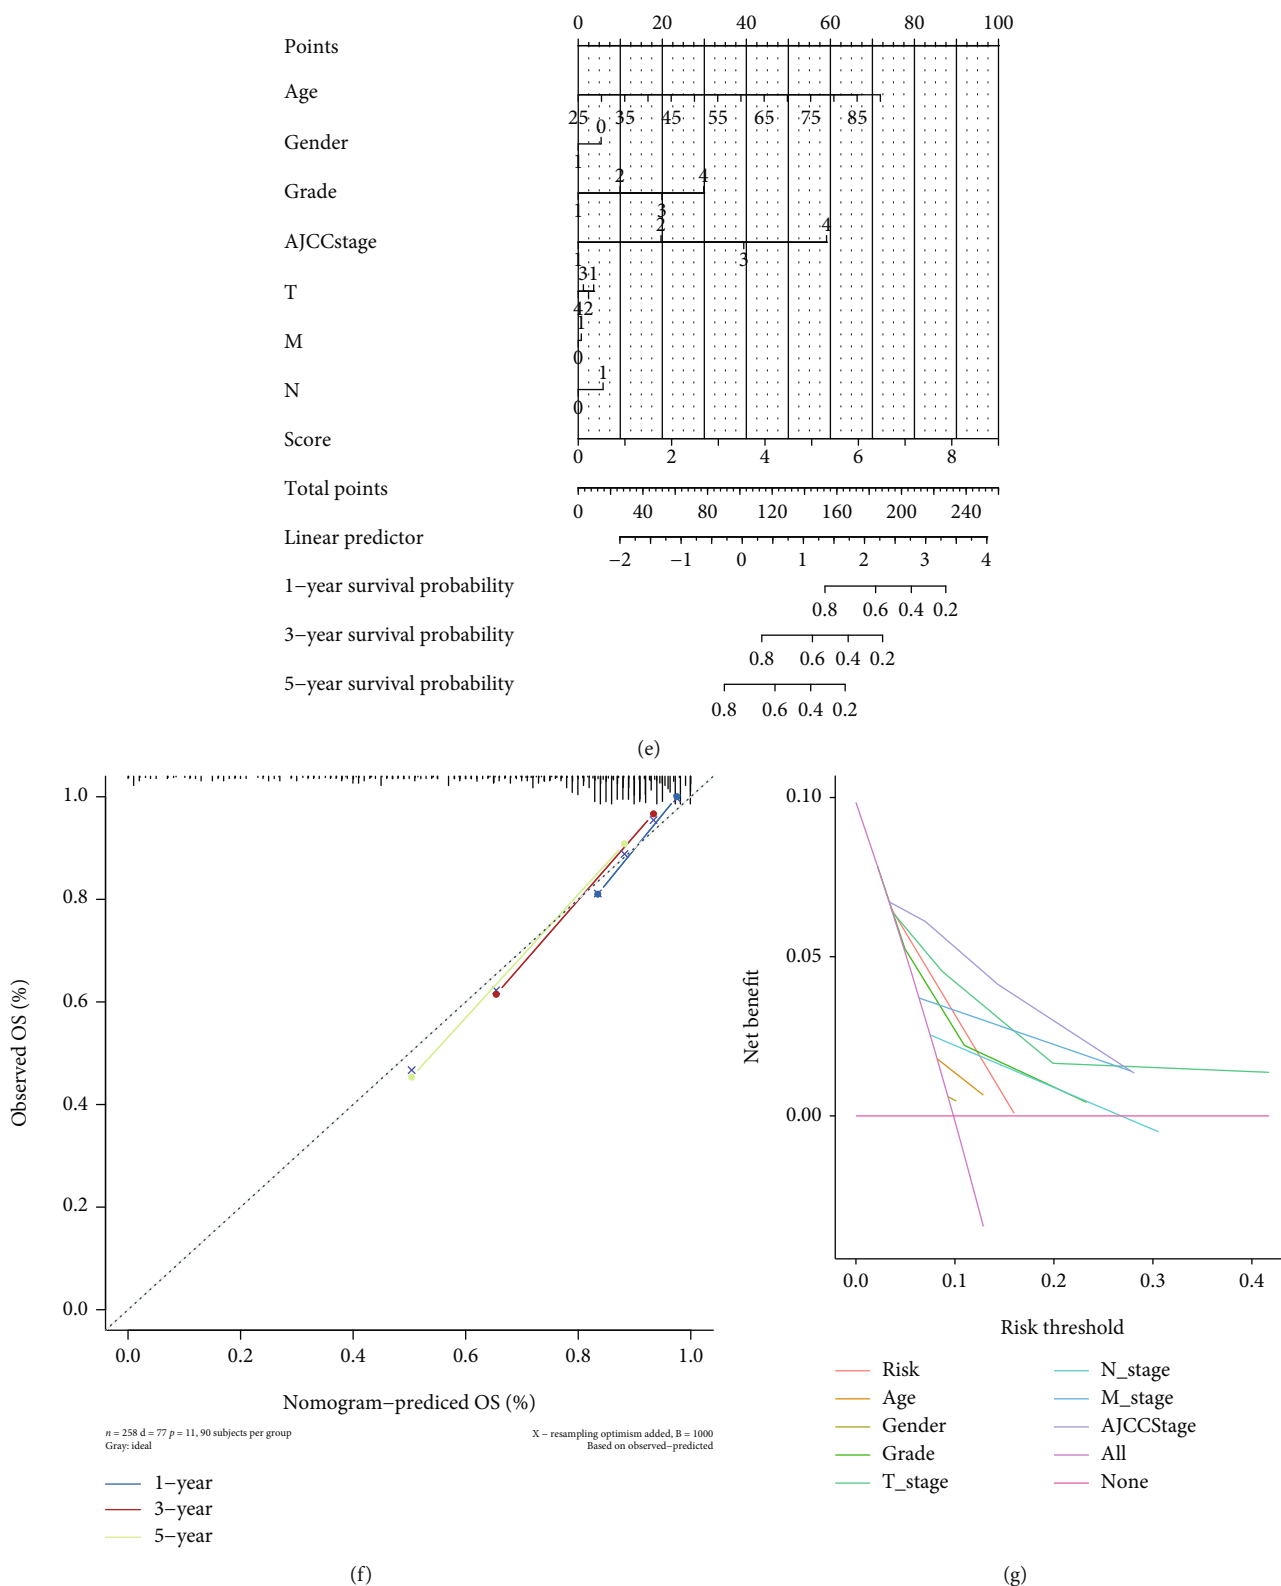 0 20 40 60 80 100
Points
Age
25 35 45 55 65 75 85
0
Gender
1
2 4
Grade
1 3
2 4
AJCCstage
1 3
3 1
T
4 2
1
M
0
1
N
0
Score
0 2 4 6 8
Total points
0 40 80 120 160 200 240
Linear predictor
−2 −1 0 1 2 3 4
1−year survival probability
0.8 0.6 0.4 0.2
3−year survival probability
0.8 0.6 0.4 0.2
5−year survival probability
0.8 0.6 0.4 0.2
(e)
1.0
0.8
0.6
0.4
0.2
0.0
Observed OS (%)
0.0 0.2 0.4 0.6 0.8 1.0
Nomogram−prediced OS (%)
n = 258 d = 77 p = 11, 90 subjects per group
Gray: ideal
X − resampling optimism added, B = 1000
Based on observed−predicted
1−year
3−year
5−year
(f)
0.10
0.05
0.00
Net benefit
0.0 0.1 0.2 0.3 0.4
Risk threshold
Risk
Age
Gender
Grade
T_stage
N_stage
M_stage
AJCCStage
All
None
(g)